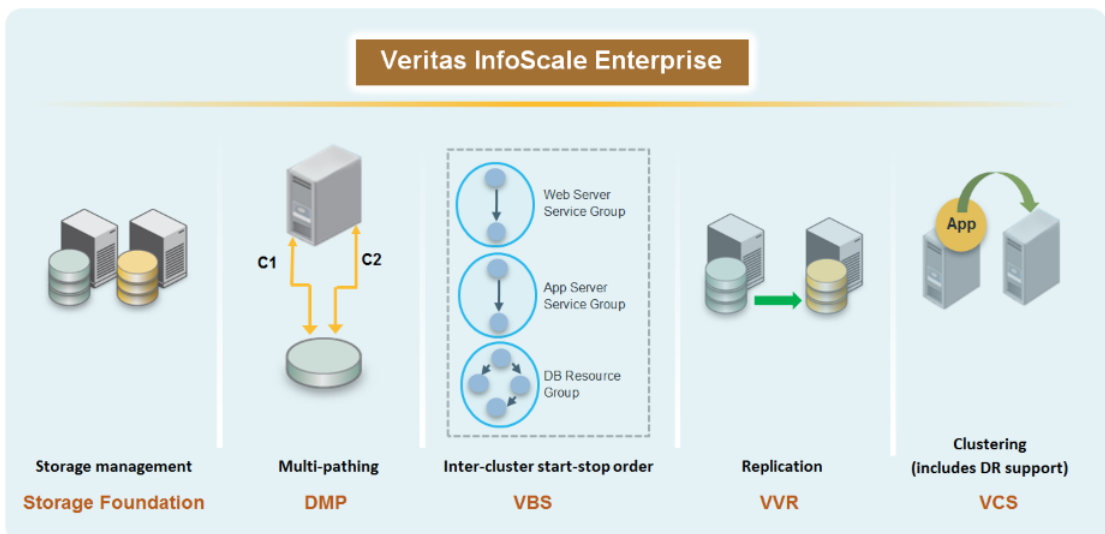 Veritas InfoScale Enterprise
C1
C2
Web Server
Service Group
App Server
Service Group
DB Resource
Group
App
Storage management
Storage Foundation
Multi-pathing
DMP
Inter-cluster start-stop order
VBS
Replication
VVR
Clustering
(includes DR support)
VCS